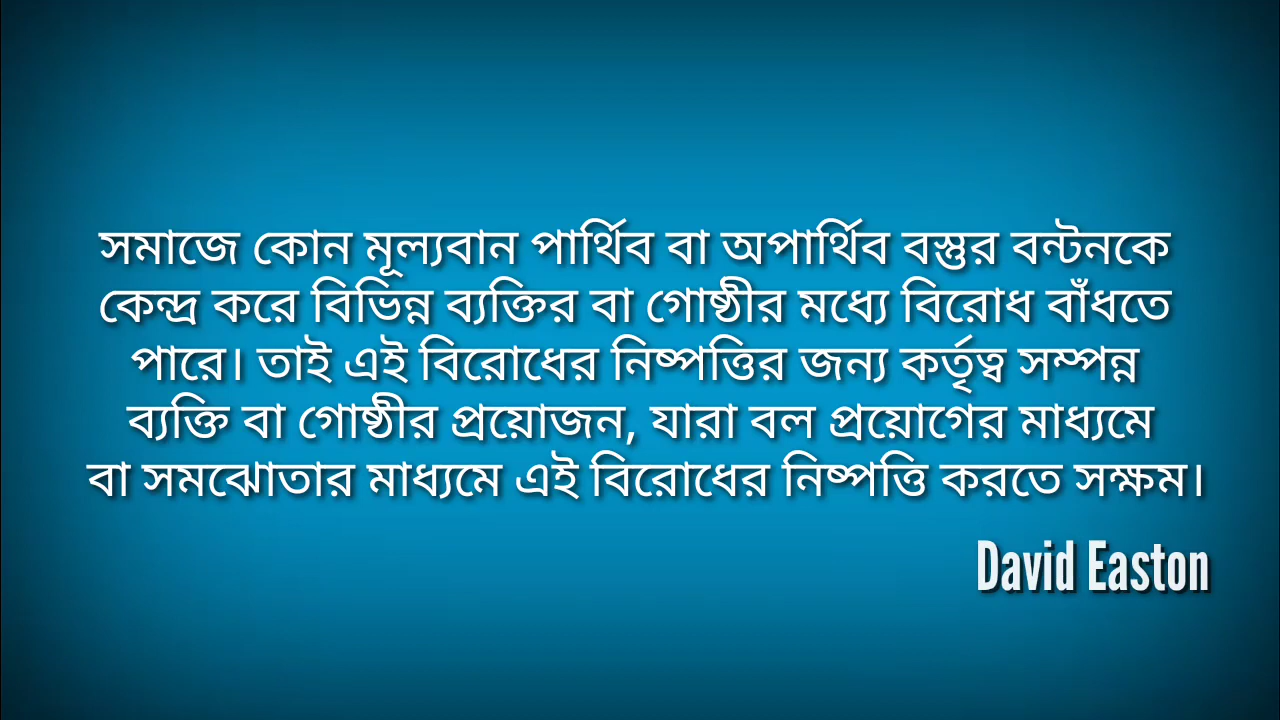 সমাজে কোন মূল্যবান পার্থিব বা অপার্থিব বস্তুর বন্টনকে
কেন্দ্র করে বিভিন্ন ব্যক্তির বা গোষ্ঠীর মধ্যে বিরোধ বাঁধতে
পারে। তাই এই বিরোধের নিষ্পত্তির জন্য কর্তৃত্ব সম্পন্ন
ব্যক্তি বা গোষ্ঠীর প্রয়োজন, যারা বল প্রয়োগের মাধ্যমে
বা সমঝোতার মাধ্যমে এই বিরোধের নিষ্পত্তি করতে সক্ষম।
David Easton